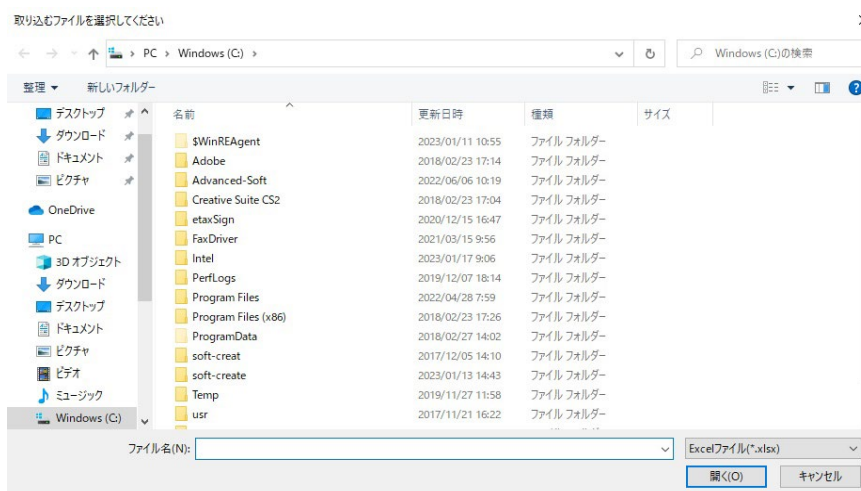 取り込むファイルを選択してください
PC › Windows (C:) ›
Windows (C:)の検索
整理 新しいフォルダー
デスクトップ
ダウンロード
ドキュメント
ピクチャ
OneDrive
PC
3D オブジェクト
ダウンロード
デスクトップ
ドキュメント
ピクチャ
ビデオ
ミュージック
Windows (C:)
名前 更新日時 種類 サイズ
$WinREAgent 2023/01/11 10:55 ファイル フォルダー
Adobe 2018/02/23 17:14 ファイル フォルダー
Advanced-Soft 2022/06/06 10:19 ファイル フォルダー
Creative Suite CS2 2018/02/23 17:04 ファイル フォルダー
etaxSign 2020/12/15 16:47 ファイル フォルダー
FaxDriver 2021/03/15 9:56 ファイル フォルダー
Intel 2023/01/17 9:06 ファイル フォルダー
PerfLogs 2019/12/07 18:14 ファイル フォルダー
Program Files 2022/04/28 7:59 ファイル フォルダー
Program Files (x86) 2018/02/23 17:26 ファイル フォルダー
ProgramData 2018/02/27 14:02 ファイル フォルダー
soft-creat 2017/12/05 14:10 ファイル フォルダー
soft-create 2023/01/13 14:43 ファイル フォルダー
Temp 2019/11/27 11:58 ファイル フォルダー
usr 2017/11/21 16:22 ファイル フォルダー
ファイル名(N): Excelファイル(*.xlsx)
開く(O) キャンセル